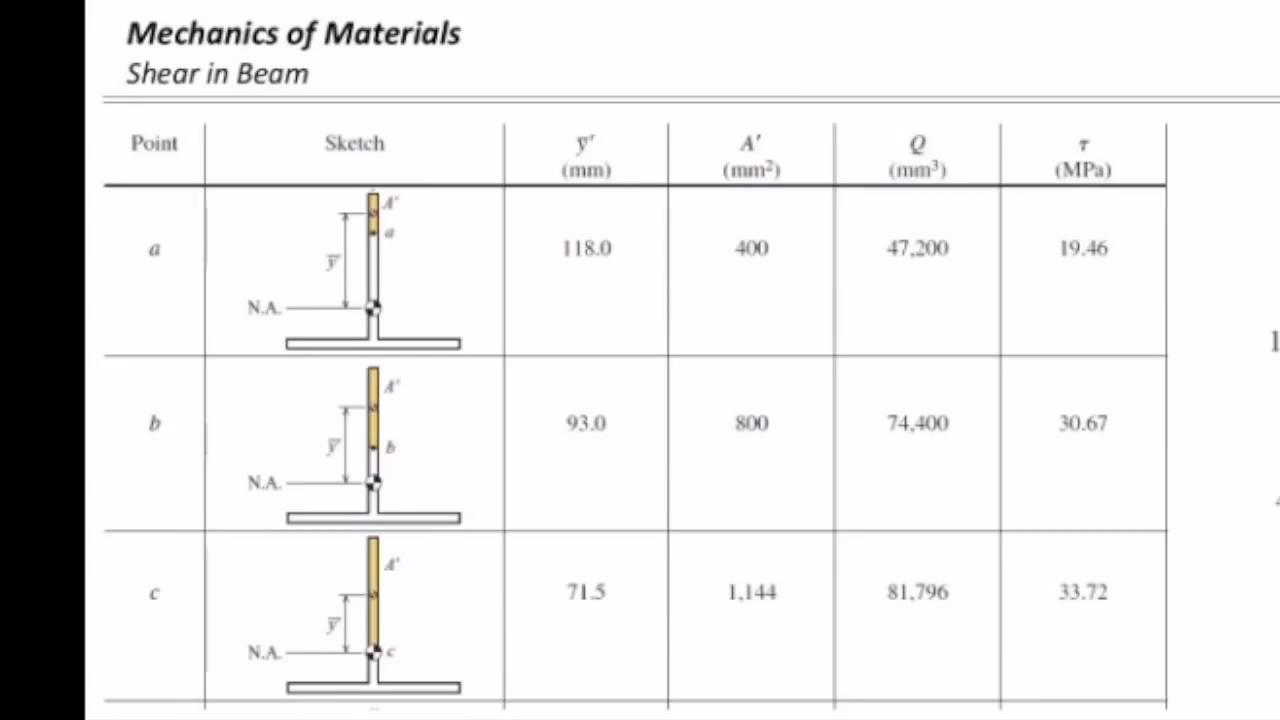 Mechanics of Materials
Shear in Beam
Point Sketch ȳ′ A′ Q τ
(mm) (mm²) (mm³) (MPa)
A′
a
a ȳ 118.0 400 47,200 19.46
N.A.
A′
b ȳ b 93.0 800 74,400 30.67
N.A.
A′
c 71.5 1,144 81,796 33.72
ȳ
N.A. c